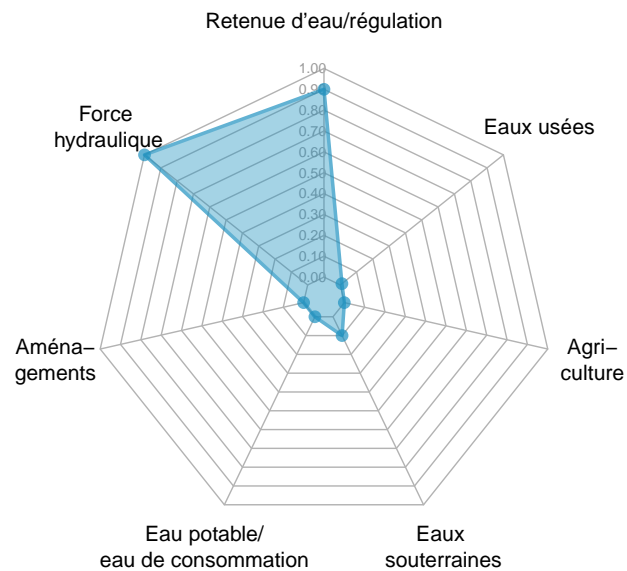 Retenue d'eau/régulation
1.00
0.90
0.80
0.70
0.60
0.50
0.40
0.30
0.20
0.10
0.00
Force
hydraulique
Eaux usées
Aména–
gements
Agri–
culture
Eau potable/
eau de consommation
Eaux
souterraines